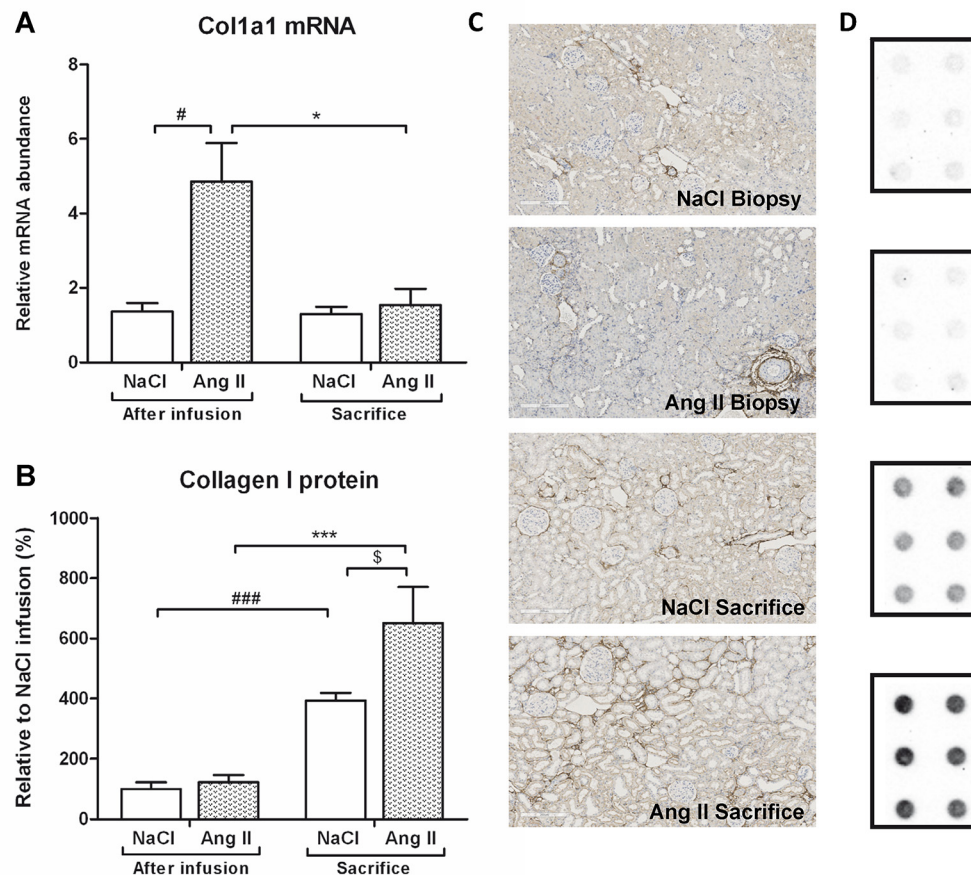 A
Col1a1 mRNA
Relative mRNA abundance
8
6
4
2
0
#
*
NaCl Ang II NaCl Ang II
After infusion Sacrifice
B
Collagen I protein
Relative to NaCl infusion (%)
1000
800
600
400
200
0
***
$
###
NaCl Ang II NaCl Ang II
After infusion Sacrifice
C
NaCl Biopsy
Ang II Biopsy
NaCl Sacrifice
Ang II Sacrifice
D